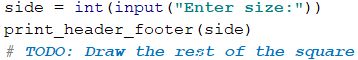 side = int(input("Enter size:"))
print_header_footer(side)
# TODO: Draw the rest of the square